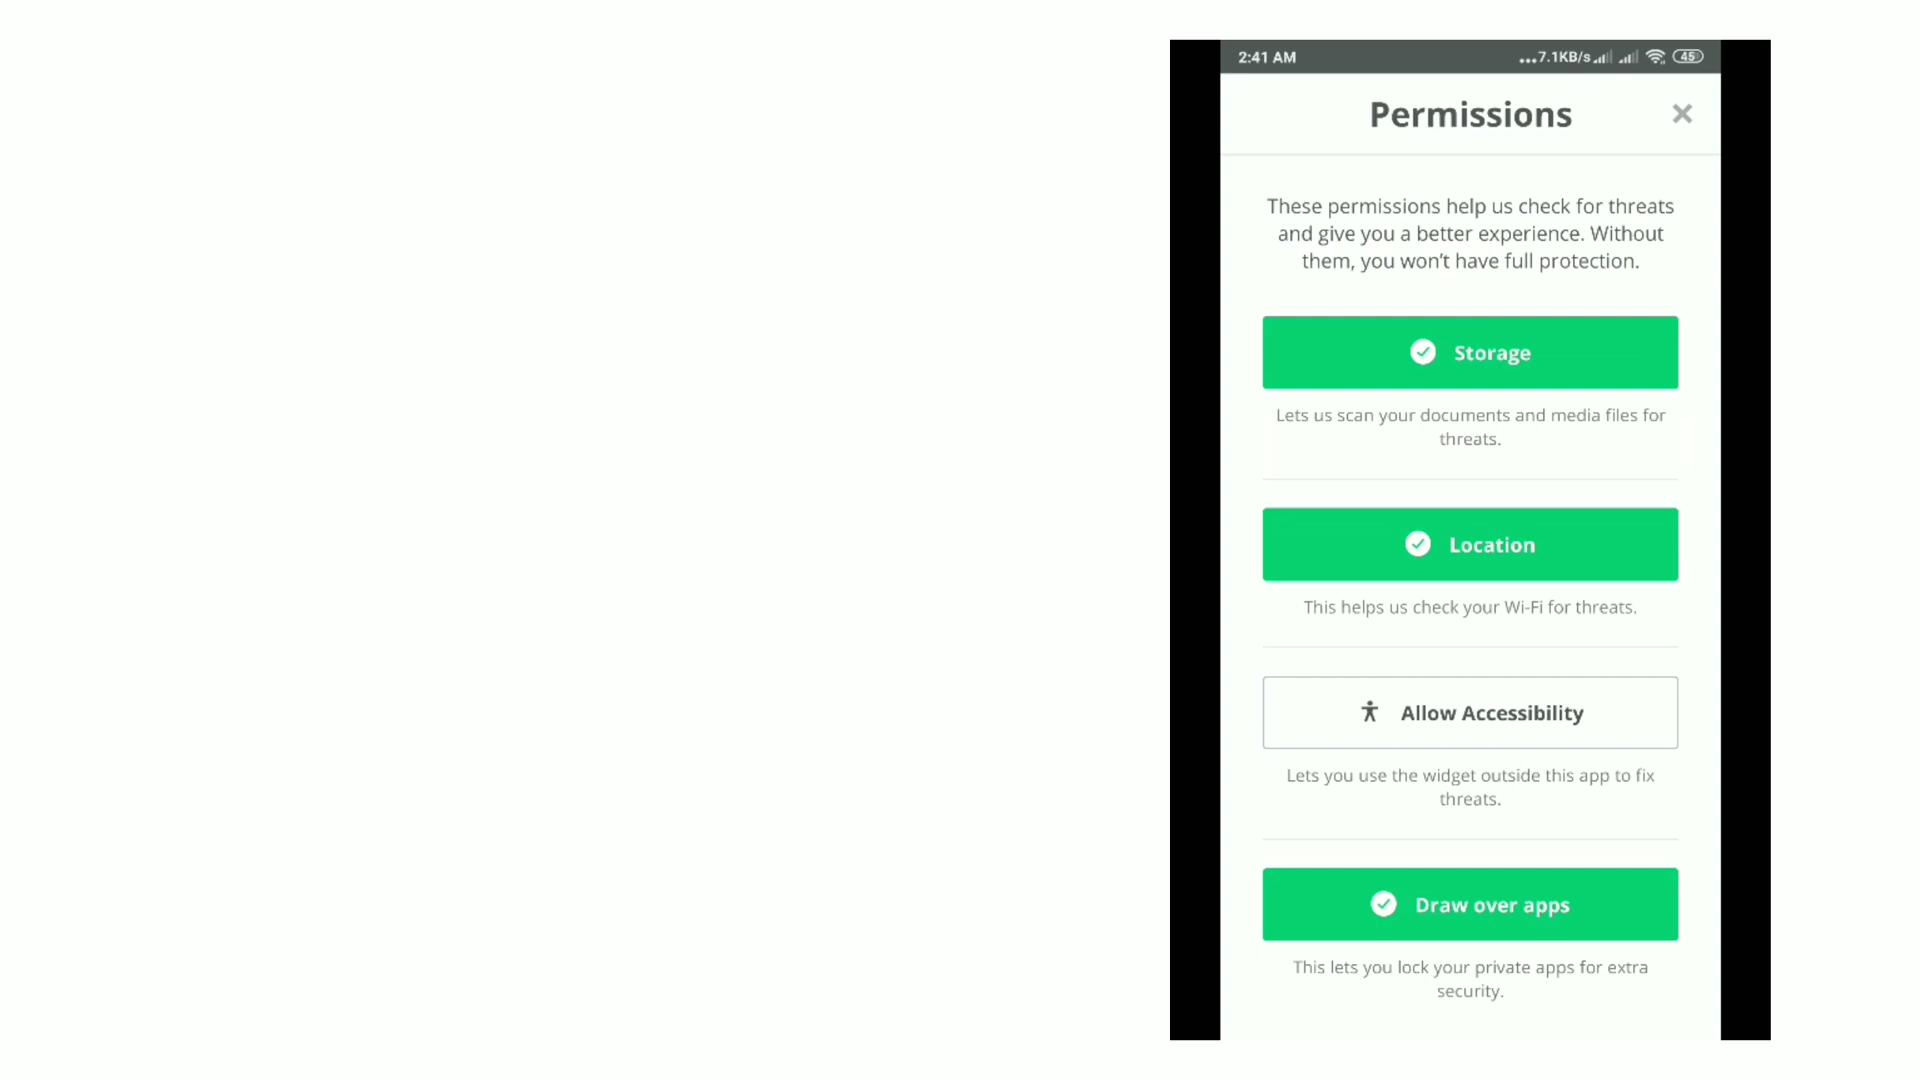 2:41 AM
...7.1KB/s
45
Permissions
These permissions help us check for threats
and give you a better experience. Without
them, you won't have full protection.
Storage
Lets us scan your documents and media files for
threats.
Location
This helps us check your Wi-Fi for threats.
Allow Accessibility
Lets you use the widget outside this app to fix
threats.
Draw over apps
This lets you lock your private apps for extra
security.